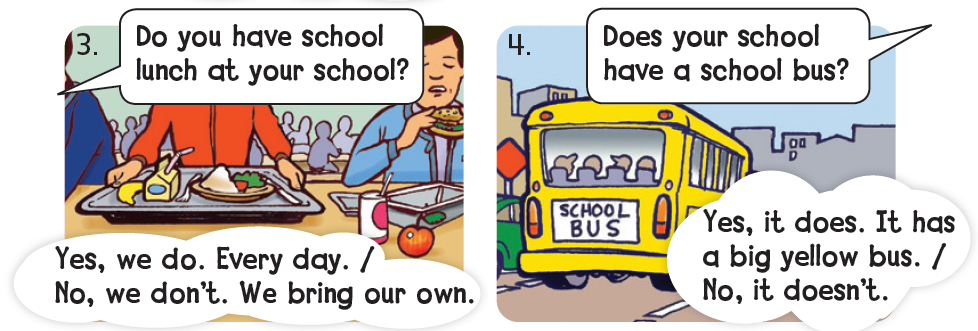 3.
Do you have school
lunch at your school?
Yes, we do. Every day. /
No, we don't. We bring our own.
4.
Does your school
have a school bus?
SCHOOL
BUS
Yes, it does. It has
a big yellow bus. /
No, it doesn't.